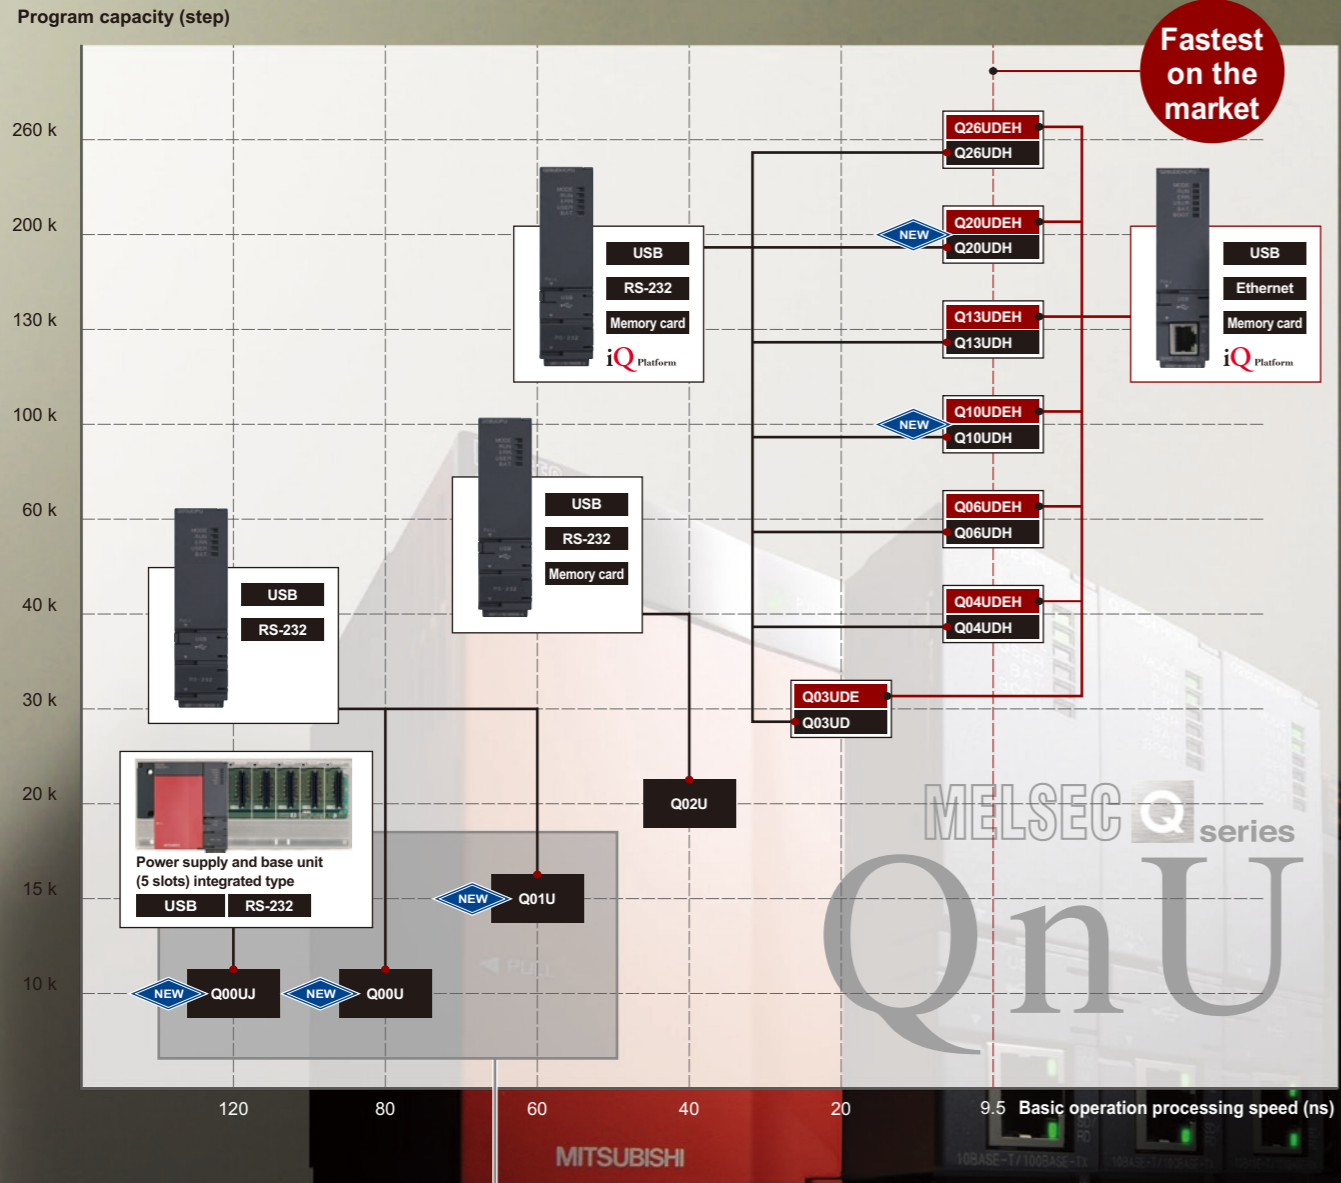 Program capacity (step)
Fastest
on the
market
260 k
Q26UDEH
Q26UDH
200 k
NEW
Q20UDEH
Q20UDH
USB
RS-232
Memory card
iQ Platform
USB
Ethernet
Memory card
iQ Platform
130 k
Q13UDEH
Q13UDH
100 k
NEW
Q10UDEH
Q10UDH
60 k
USB
RS-232
Memory card
Q06UDEH
Q06UDH
40 k
USB
RS-232
Q04UDEH
Q04UDH
30 k
Q03UDE
Q03UD
20 k
Q02U
MELSEC Q series
QnU
Power supply and base unit
(5 slots) integrated type
USB
RS-232
15 k
NEW
Q01U
10 k
NEW
Q00UJ
NEW
Q00U
120
80
60
40
20
9.5
Basic operation processing speed (ns)
MITSUBISHI
10BASE-T/100BASE-TX